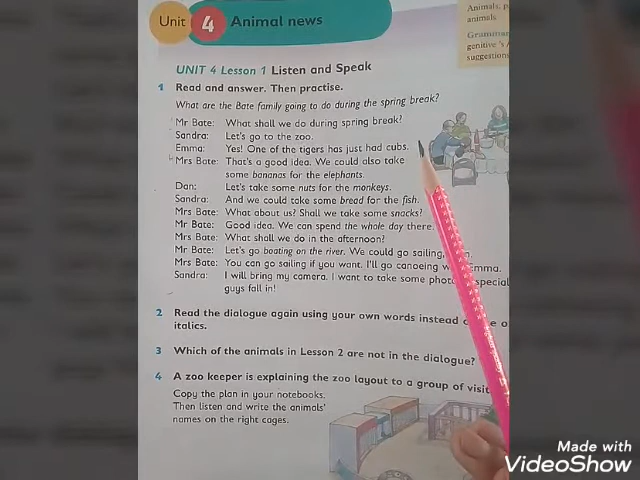 Unit 4 Animal news
Animals, p
animals
Grammar
genitive 's
suggestions
UNIT 4 Lesson 1 Listen and Speak
1 Read and answer. Then practise.
What are the Bate family going to do during the spring break?
Mr Bate: What shall we do during spring break?
Sandra: Let's go to the zoo.
Emma: Yes! One of the tigers has just had cubs.
Mrs Bate: That's a good idea. We could also take
some bananas for the elephants.
Dan: Let's take some nuts for the monkeys.
Sandra: And we could take some bread for the fish.
Mrs Bate: What about us? Shall we take some snacks?
Mr Bate: Good idea. We can spend the whole day there.
Mrs Bate: What shall we do in the afternoon?
Mr Bate: Let's go boating on the river. We could go sailing,
Mrs Bate: You can go sailing if you want. I'll go canoeing w Emma.
Sandra: I will bring my camera. I want to take some photo special
guys fall in!
2 Read the dialogue again using your own words instead o
italics.
3 Which of the animals in Lesson 2 are not in the dialogue?
4 A zoo keeper is explaining the zoo layout to a group of visit
Copy the plan in your notebooks.
Then listen and write the animals'
names on the right cages.
Made with
VideoShow